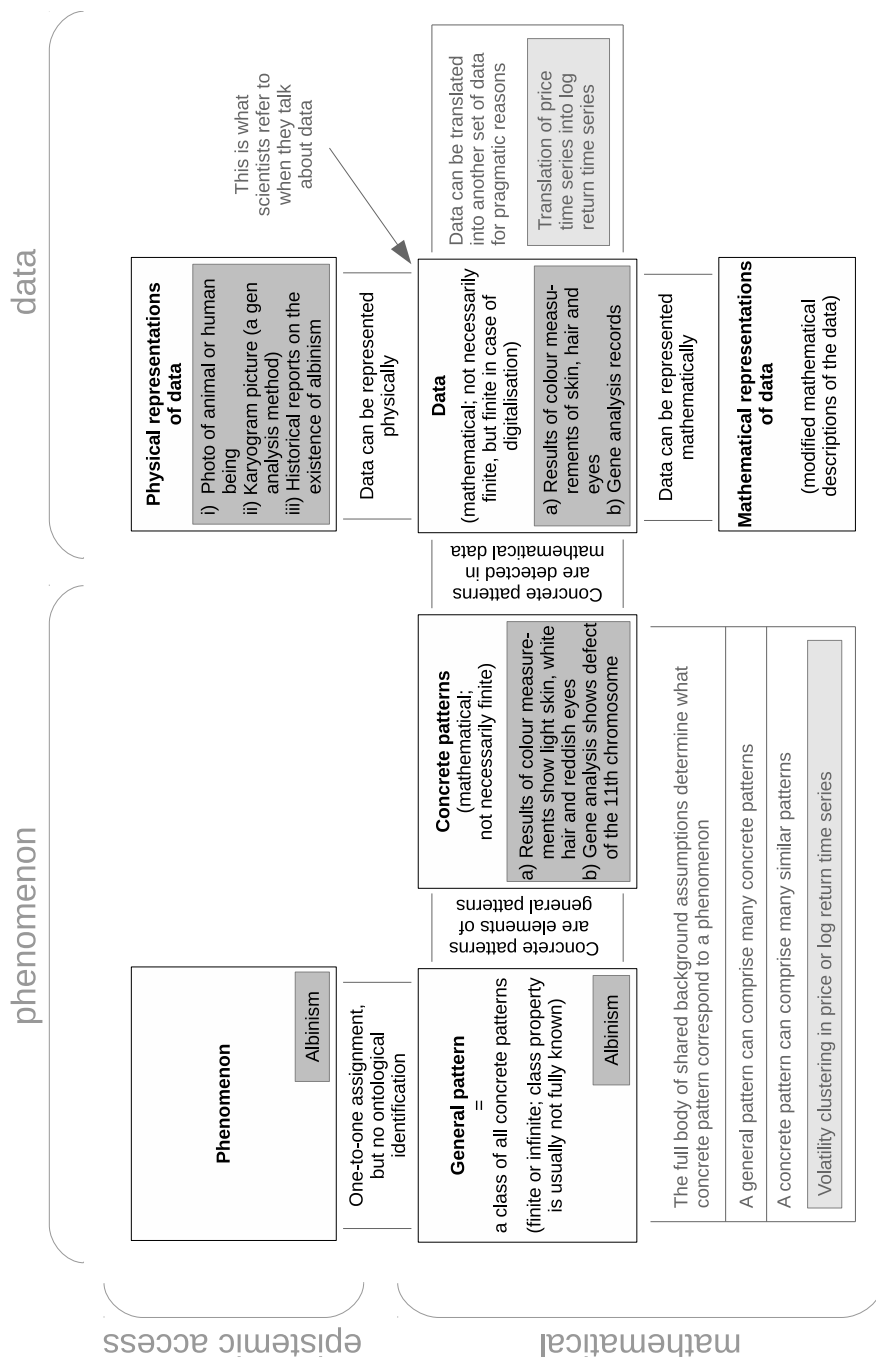 phenomenon
data
epistemic access
mathematical
Phenomenon
Albinism
One-to-one assignment,
but no ontological
identification
General pattern
=
a class of all concrete patterns
(finite or infinite; class property
is usually not fully known)
Albinism
Concrete patterns
are elements of
general patterns
Concrete patterns
(mathematical;
not necessarily finite)
a) Results of colour measure-
ments show light skin, white
hair and reddish eyes
b) Gene analysis shows defect
of the 11th chromosome
Concrete patterns
are detected in
mathematical data
Physical representations
of data
i) Photo of animal or human
being
ii) Karyogram picture (a gen
analysis method)
iii) Historical reports on the
existence of albinism
Data can be represented
physically
This is what
scientists refer to
when they talk
about data
Data
(mathematical; not necessarily
finite, but finite in case of
digitalisation)
a) Results of colour measu-
rements of skin, hair and
eyes
b) Gene analysis records
Data can be translated
into another set of data
for pragmatic reasons
Translation of price
time series into log
return time series
Data can be represented
mathematically
Mathematical representations
of data
(modified mathematical
descriptions of the data)
The full body of shared background assumptions determine what
concrete pattern correspond to a phenomenon
A general pattern can comprise many concrete patterns
A concrete pattern can comprise many similar patterns
Volatility clustering in price or log return time series